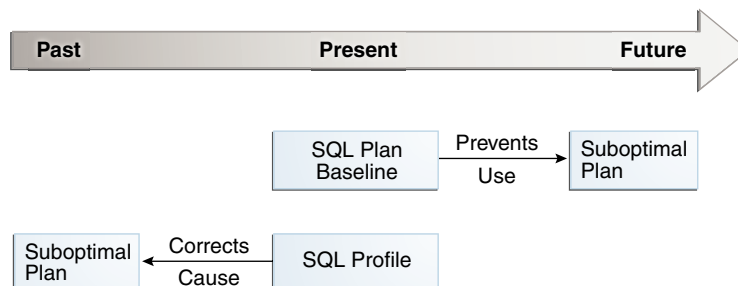 Past Present Future
SQL Plan
Baseline
Prevents
Use
Suboptimal
Plan
Suboptimal
Plan
Corrects
Cause
SQL Profile